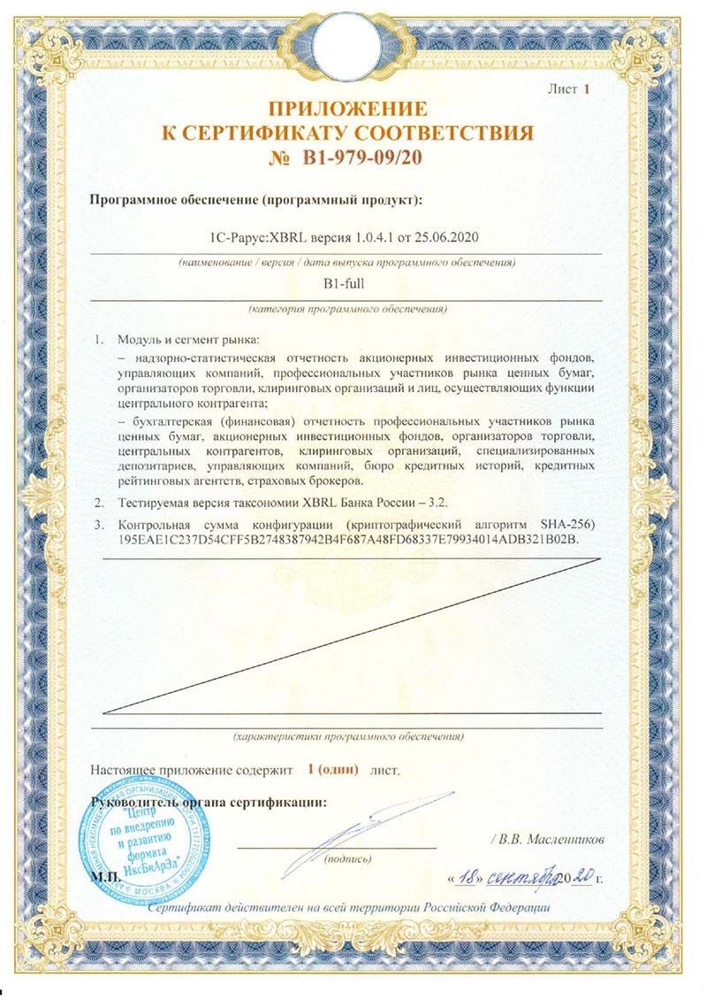 Лист 1
ПРИЛОЖЕНИЕ
К СЕРТИФИКАТУ СООТВЕТСТВИЯ
№ B1-979-09/20
Программное обеспечение (программный продукт):
1С-Рарус:XBRL версия 1.0.4.1 от 25.06.2020
(наименование / версия / дата выпуска программного обеспечения)
B1-full
(категория программного обеспечения)
1. Модуль и сегмент рынка:
– надзорно-статистическая отчетность акционерных инвестиционных фондов,
управляющих компаний, профессиональных участников рынка ценных бумаг,
организаторов торговли, клиринговых организаций и лиц, осуществляющих функции
центрального контрагента;
– бухгалтерская (финансовая) отчетность профессиональных участников рынка
ценных бумаг, акционерных инвестиционных фондов, организаторов торговли,
центральных контрагентов, клиринговых организаций, специализированных
депозитариев, управляющих компаний, бюро кредитных историй, кредитных
рейтинговых агентств, страховых брокеров.
2. Тестируемая версия таксономии XBRL Банка России – 3.2.
3. Контрольная сумма конфигурации (криптографический алгоритм SHA-256)
195EAE1C237D54CFF5B2748387942B4F687A48FD68337E79934014ADB321B02B.
(характеристики программного обеспечения)
Настоящее приложение содержит 1 (один) лист.
Руководитель органа сертификации:
"Центр
по внедрению
и развитию
формата
ИксБиАрЭл"
МОСКВА
/ В.В. Масленников
(подпись)
М.П.
« 18 » сентября 20 20 г.
Сертификат действителен на всей территории Российской Федерации